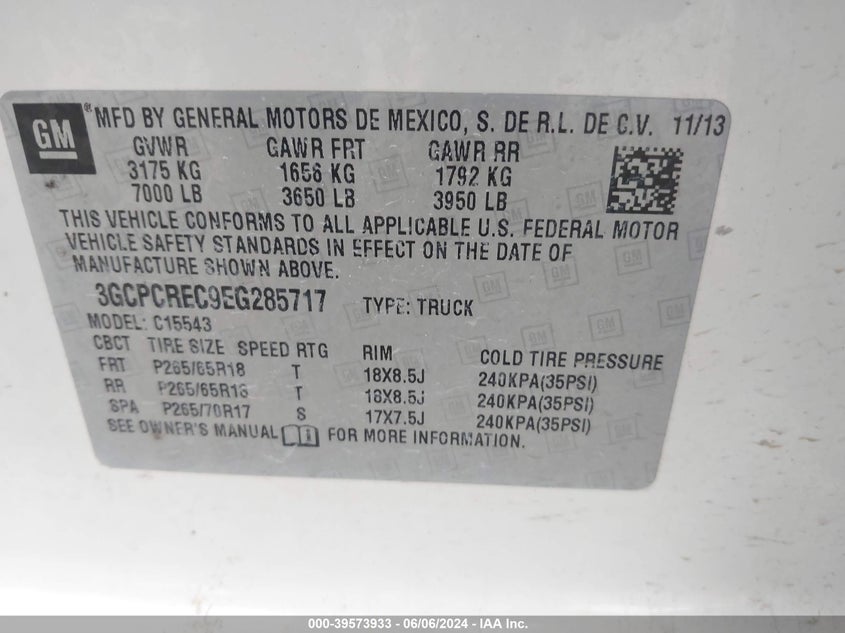 GM ® MFD BY GENERAL MOTORS DE MEXICO, S. DE R.L. DE C.V. 11/13
GVWR GAWR FRT GAWR RR
3175 KG 1656 KG 1792 KG
7000 LB 3650 LB 3950 LB
THIS VEHICLE CONFORMS TO ALL APPLICABLE U.S. FEDERAL MOTOR
VEHICLE SAFETY STANDARDS IN EFFECT ON THE DATE OF
MANUFACTURE SHOWN ABOVE.
3GCPCREC9EG285717 TYPE: TRUCK
MODEL: C15543
CBCT TIRE SIZE SPEED RTG RIM COLD TIRE PRESSURE
FRT P265/65R18 T 18X8.5J 240KPA(35PSI)
RR P265/65R18 T 18X8.5J 240KPA(35PSI)
SPA P265/70R17 S 17X7.5J 240KPA(35PSI)
SEE OWNER'S MANUAL FOR MORE INFORMATION.
000-39573933 - 06/06/2024 - IAA Inc.